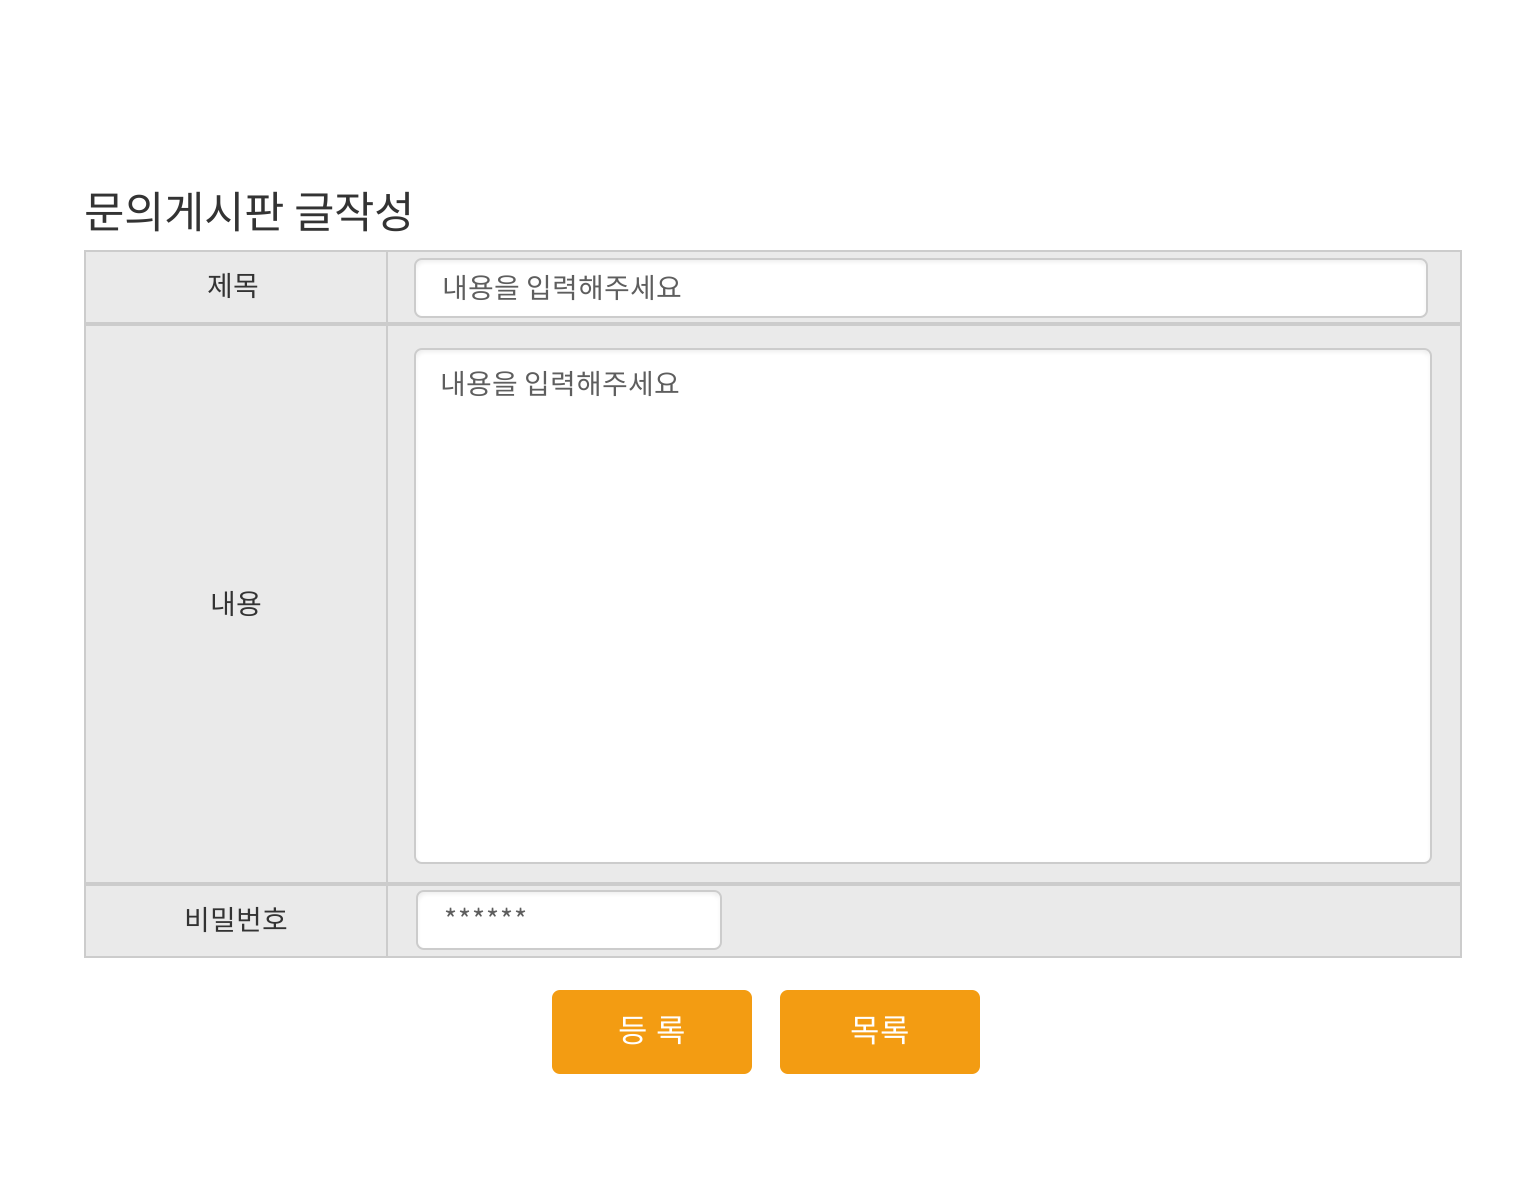 문의게시판 글작성
제목
내용을 입력해주세요
내용
내용을 입력해주세요
비밀번호
******
등 록
목록